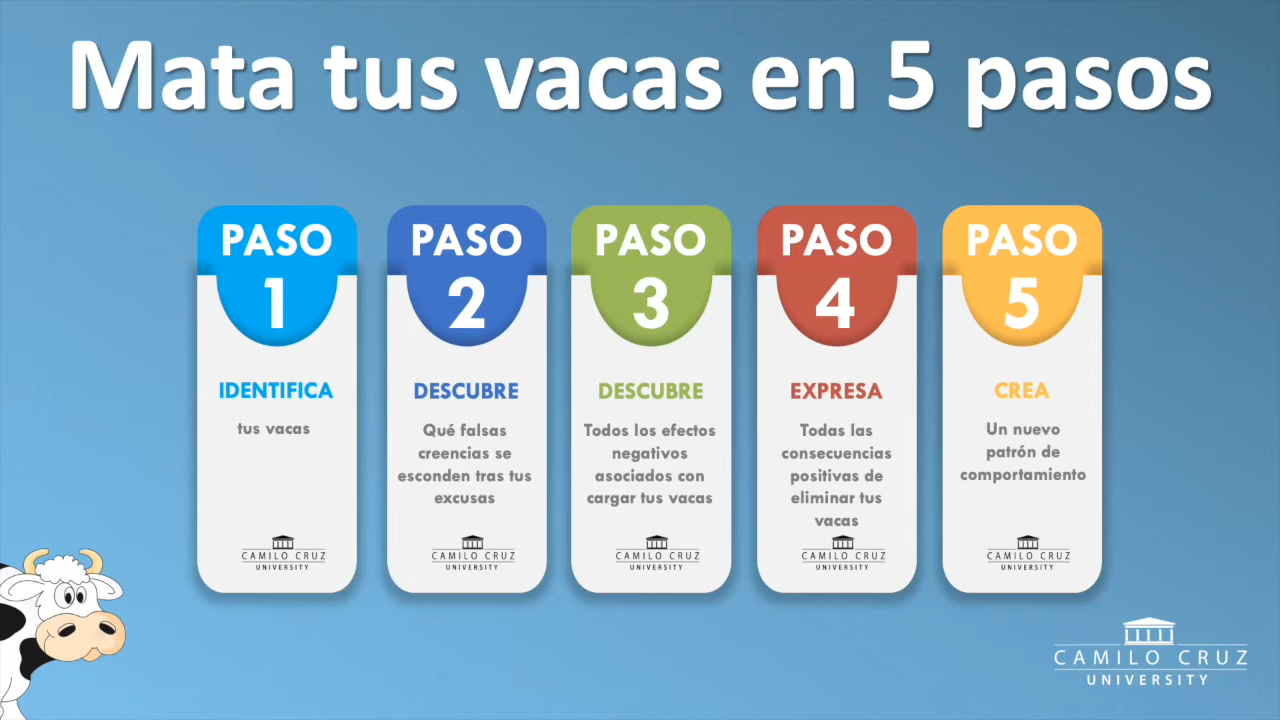 Mata tus vacas en 5 pasos
PASO
1
IDENTIFICA
tus vacas
CAMILO CRUZ
UNIVERSITY
PASO
2
DESCUBRE
Qué falsas
creencias se
esconden tras tus
excusas
CAMILO CRUZ
UNIVERSITY
PASO
3
DESCUBRE
Todos los efectos
negativos
asociados con
cargar tus vacas
CAMILO CRUZ
UNIVERSITY
PASO
4
EXPRESA
Todas las
consecuencias
positivas de
eliminar tus
vacas
CAMILO CRUZ
UNIVERSITY
PASO
5
CREA
Un nuevo
patrón de
comportamiento
CAMILO CRUZ
UNIVERSITY
CAMILO CRUZ
UNIVERSITY